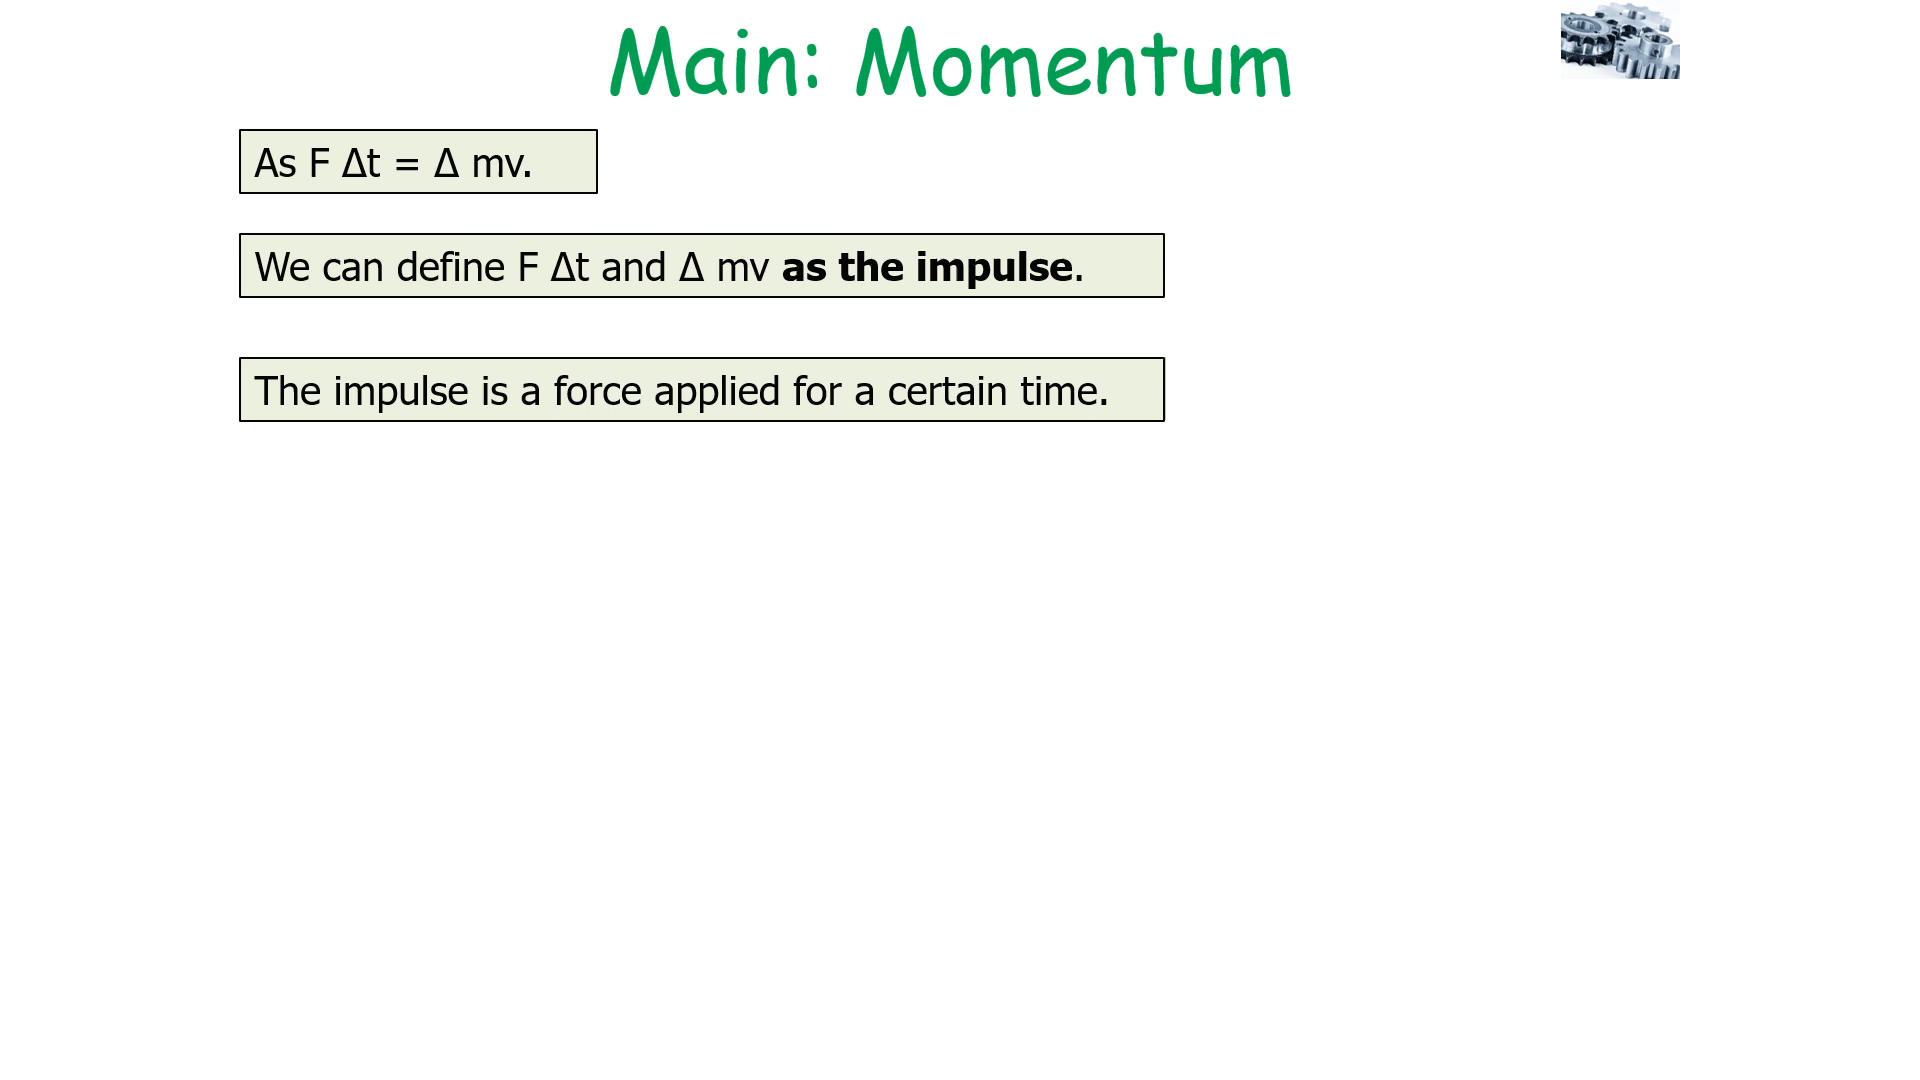 Main: Momentum
As F Δt = Δ mv.
We can define F Δt and Δ mv as the impulse.
The impulse is a force applied for a certain time.